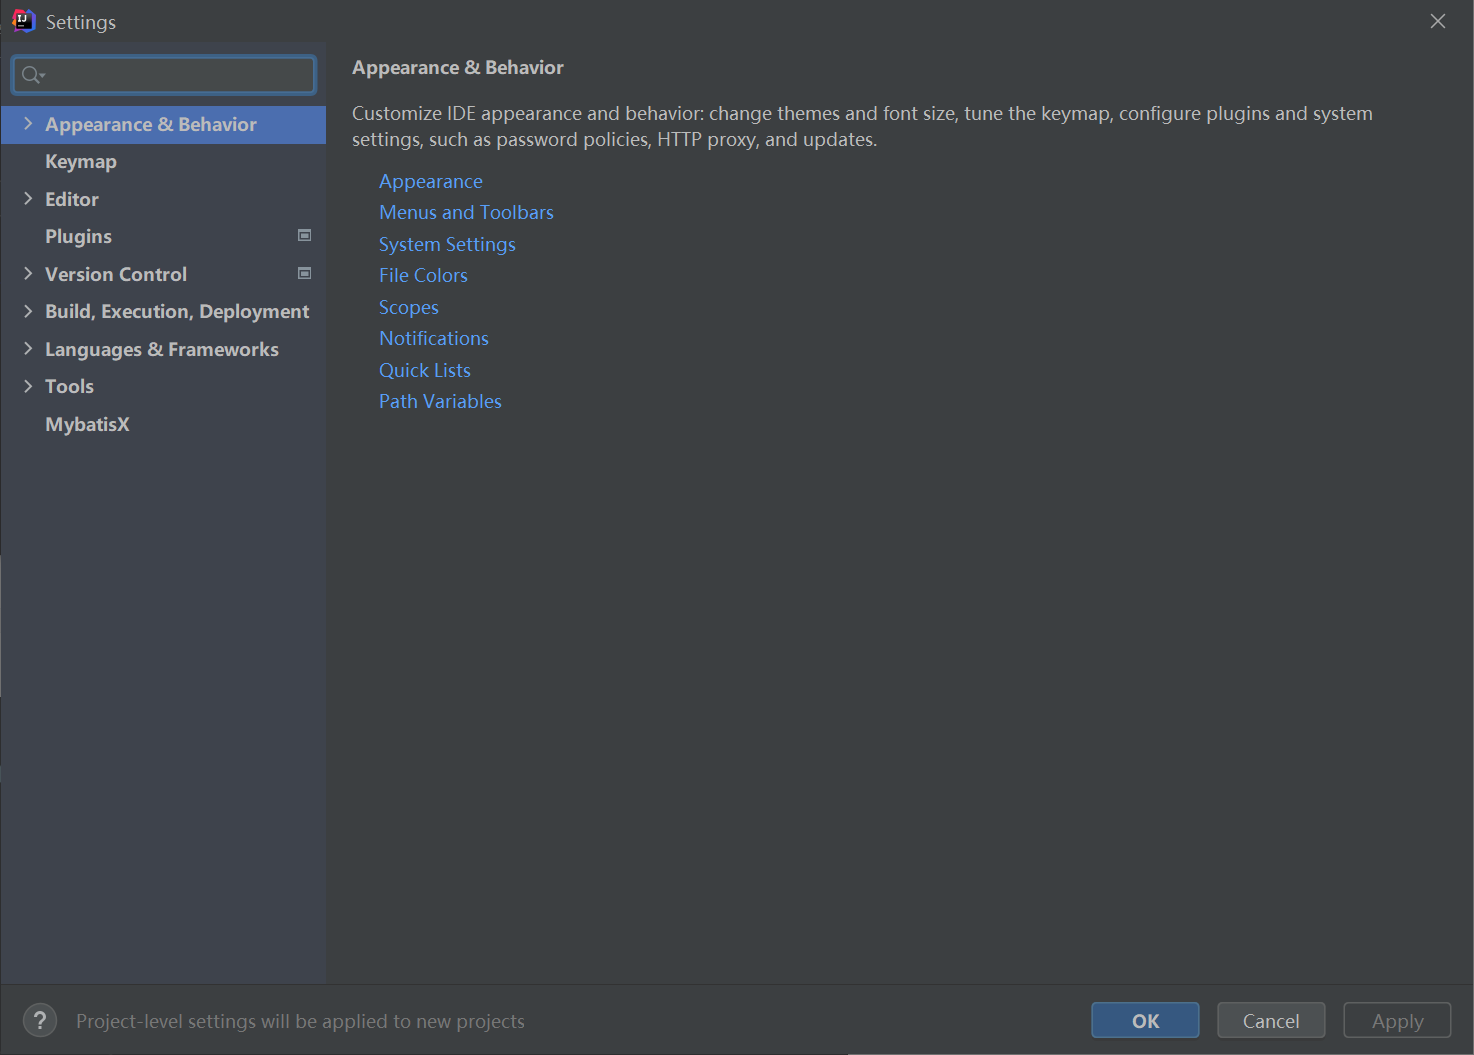 Settings
Appearance & Behavior
Keymap
Editor
Plugins
Version Control
Build, Execution, Deployment
Languages & Frameworks
Tools
MybatisX
Appearance & Behavior
Customize IDE appearance and behavior: change themes and font size, tune the keymap, configure plugins and system
settings, such as password policies, HTTP proxy, and updates.
Appearance
Menus and Toolbars
System Settings
File Colors
Scopes
Notifications
Quick Lists
Path Variables
? Project-level settings will be applied to new projects
OK Cancel Apply